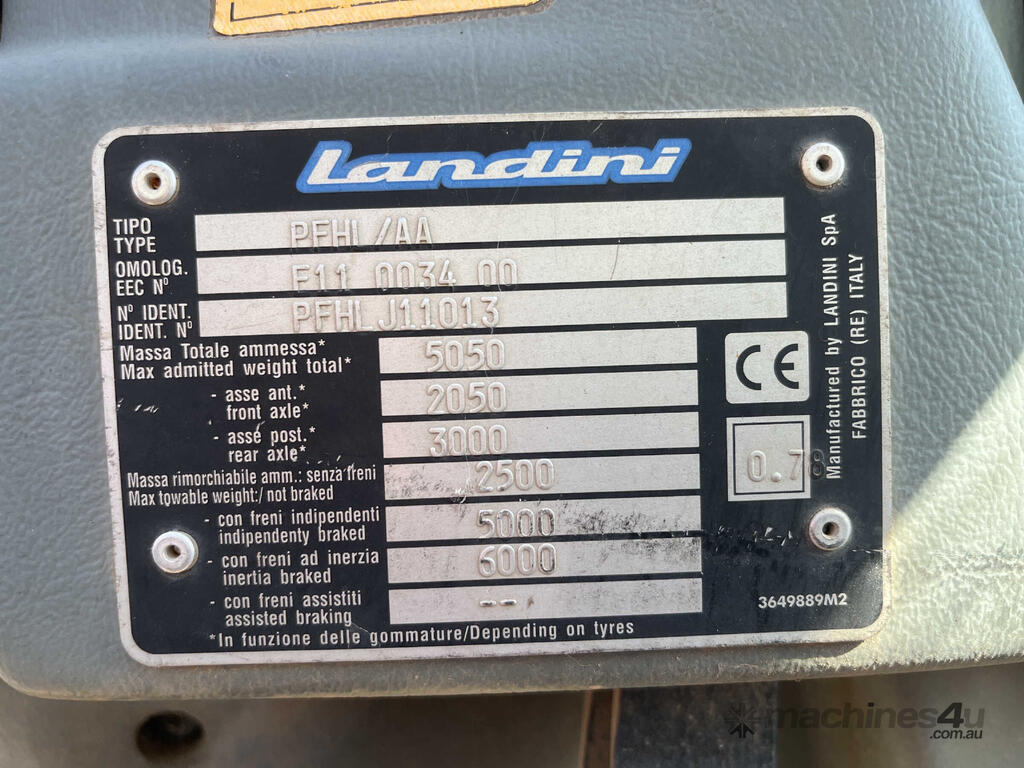 Landini
TIPO
TYPE
PFHL/AA
OMOLOG.
EEC Nº
E11 0034 00
Nº IDENT.
IDENT. Nº
PFHLJ11013
Massa Totale ammessa*
Max admitted weight total*
5050
- asse ant.*
front axle*
2050
- asse post.*
rear axle*
3000
Massa rimorchiabile amm.: senza freni
Max towable weight:/ not braked
2500
- con freni indipendenti
indipendenty braked
5000
- con freni ad inerzia
inertia braked
6000
- con freni assistiti
assisted braking
--
*In funzione delle gommature/Depending on tyres
CE
0.78
Manufactured by LANDINI SpA
FABBRICO (RE) ITALY
3649889M2
machines4u
.com.au